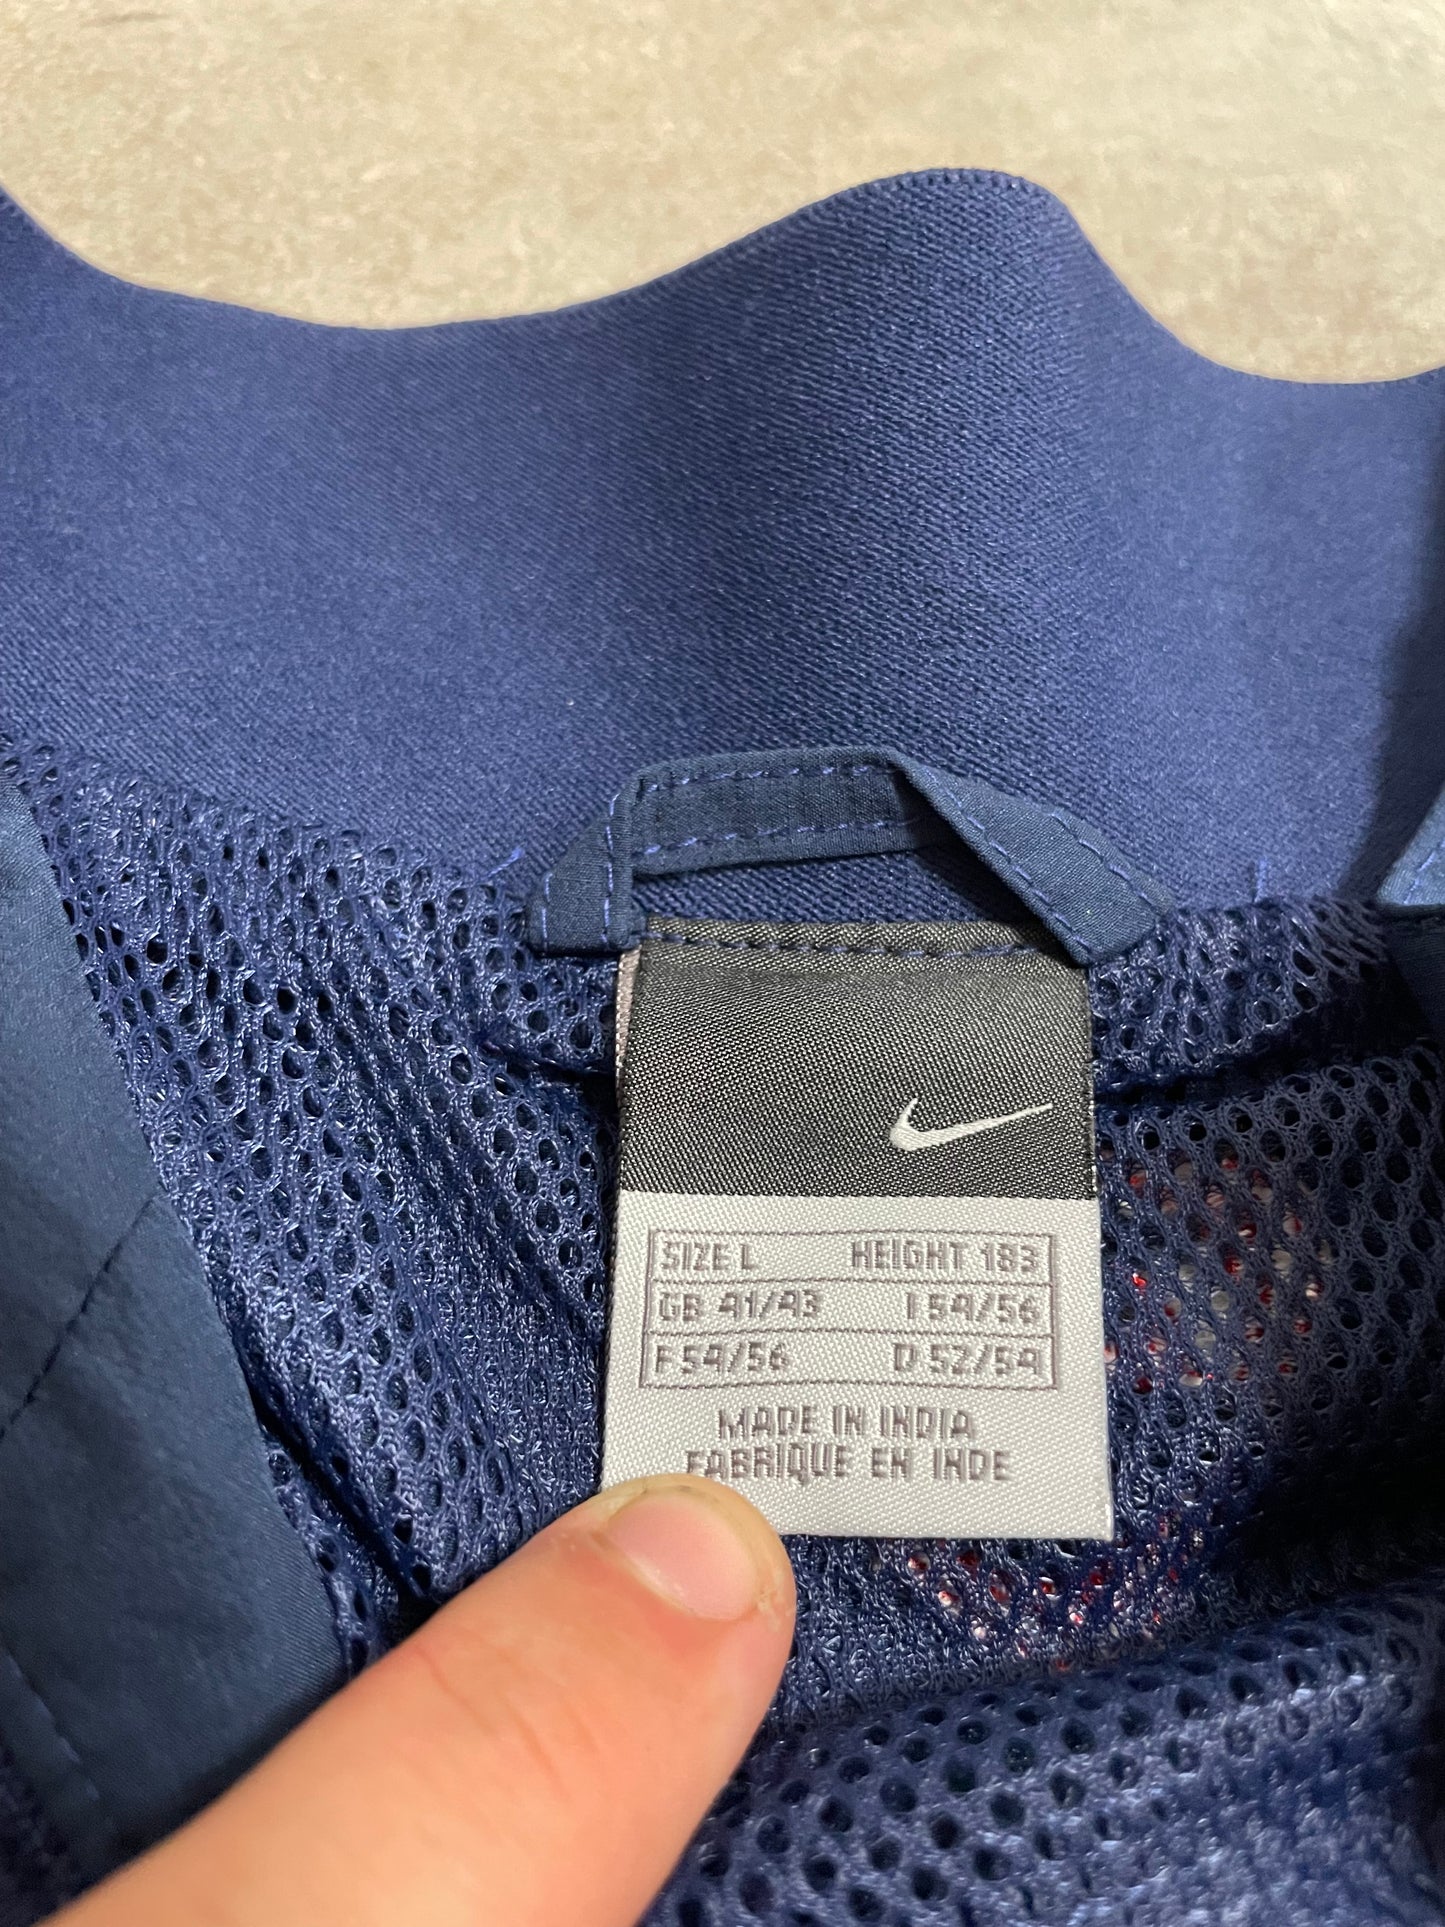 SIZE L HEIGHT 183
GB 41/43 I 54/56
F 54/56 D 52/54
MADE IN INDIA
FABRIQUE EN INDE